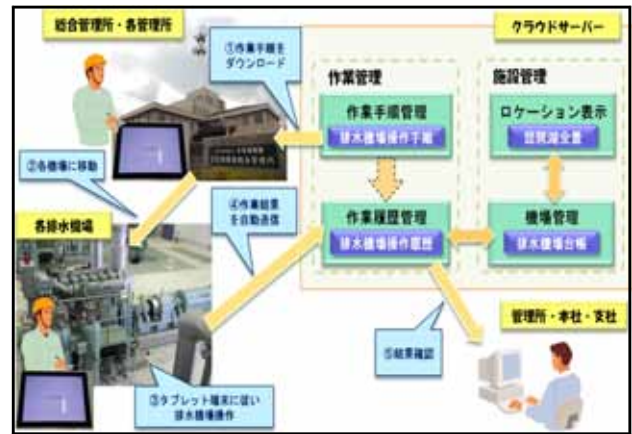 総合管理所・各管理所
クラウドサーバー
①作業手順を
ダウンロード
作業管理
施設管理
作業手順管理
排水機場操作手順
ロケーション表示
琵琶湖全景
②各機場に移動
④作業結果
を自動送信
各排水機場
作業履歴管理
排水機場操作履歴
機場管理
排水機場台帳
⑤結果確認
管理所・本社・支社
③タブレット端末に従い
排水機場操作